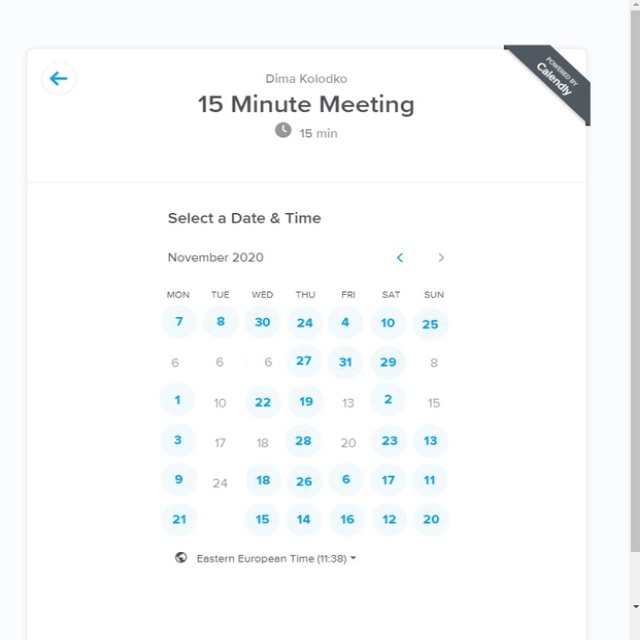 POWERED BY
Calendly
Dima Kolodko
15 Minute Meeting
15 min
Select a Date & Time
November 2020
MON TUE WED THU FRI SAT SUN
7 8 30 24 4 10 25
6 6 6 27 31 29 8
1 10 22 19 13 2 15
3 17 18 28 20 23 13
9 24 18 26 6 17 11
21 15 14 16 12 20
Eastern European Time (11:38)